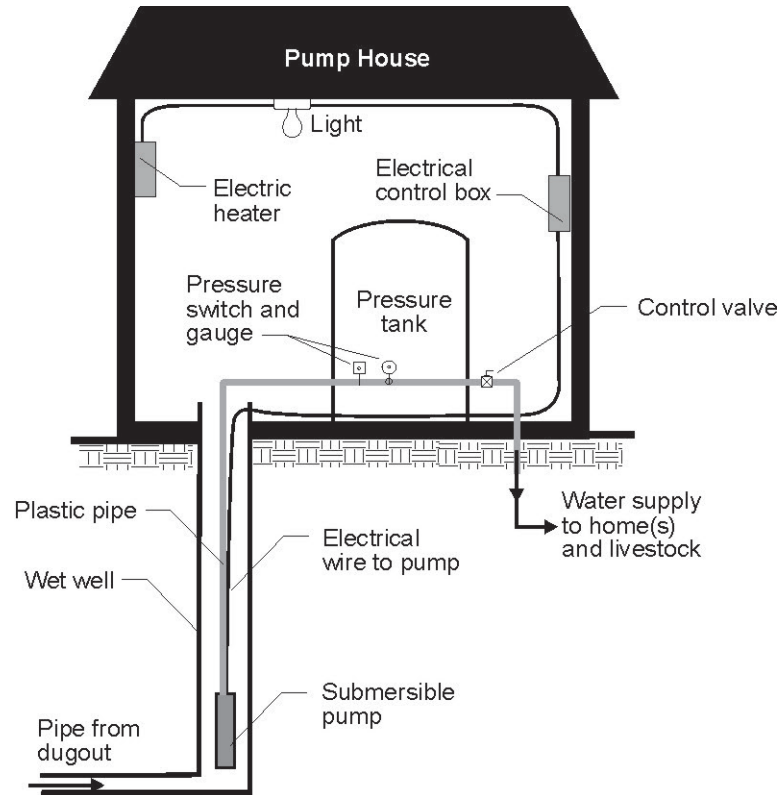 Pump House
Light
Electric
heater
Electrical
control box
Pressure
switch and
gauge
Pressure
tank
Control valve
Plastic pipe
Electrical
wire to pump
Water supply
to home(s)
and livestock
Wet well
Submersible
pump
Pipe from
dugout